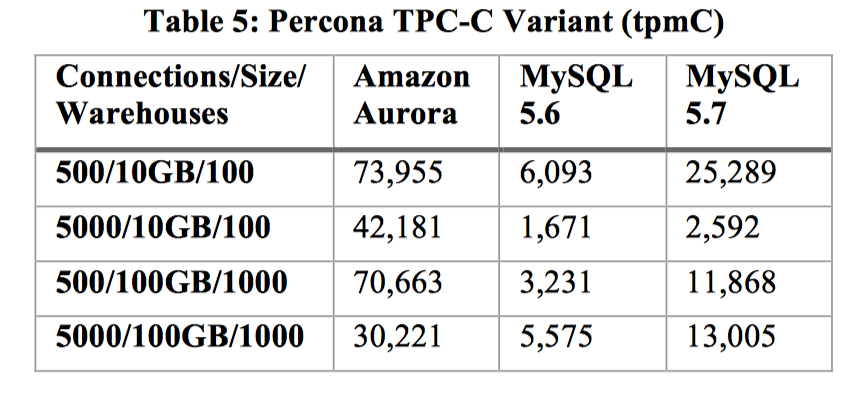 Table 5: Percona TPC-C Variant (tpmC)
Connections/Size/ Amazon MySQL MySQL
Warehouses Aurora 5.6 5.7
500/10GB/100 73,955 6,093 25,289
5000/10GB/100 42,181 1,671 2,592
500/100GB/1000 70,663 3,231 11,868
5000/100GB/1000 30,221 5,575 13,005